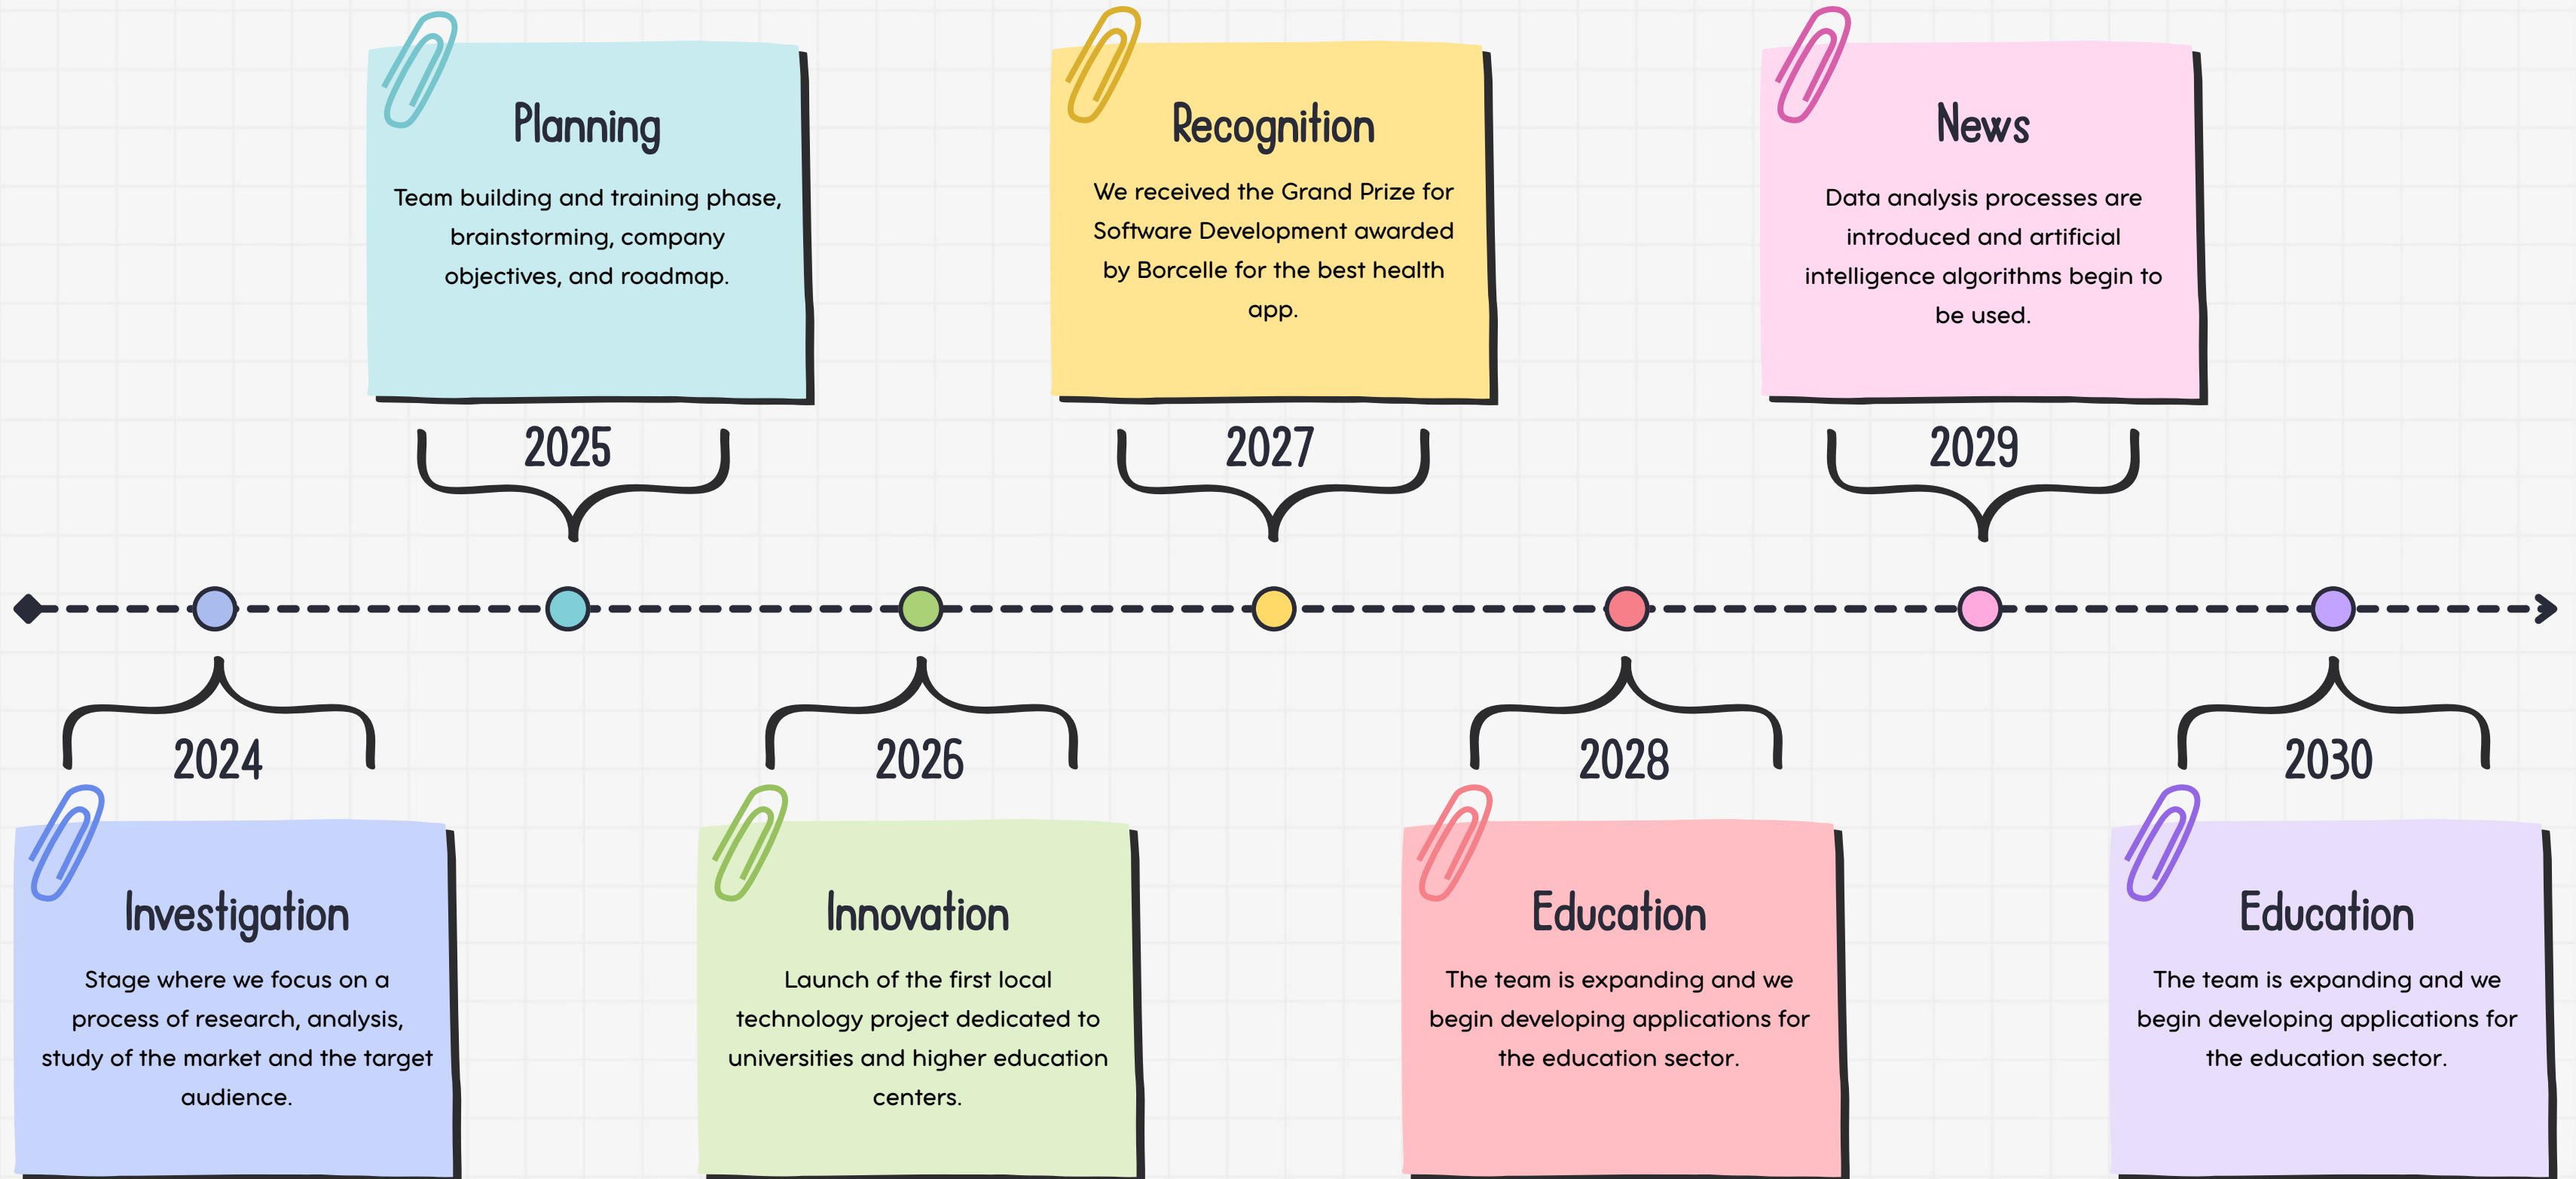 Planning
Team building and training phase,
brainstorming, company
objectives, and roadmap.
2025
Recognition
We received the Grand Prize for
Software Development awarded
by Borcelle for the best health
app.
2027
News
Data analysis processes are
introduced and artificial
intelligence algorithms begin to
be used.
2029
2024
Investigation
Stage where we focus on a
process of research, analysis,
study of the market and the target
audience.
2026
Innovation
Launch of the first local
technology project dedicated to
universities and higher education
centers.
2028
Education
The team is expanding and we
begin developing applications for
the education sector.
2030
Education
The team is expanding and we
begin developing applications for
the education sector.